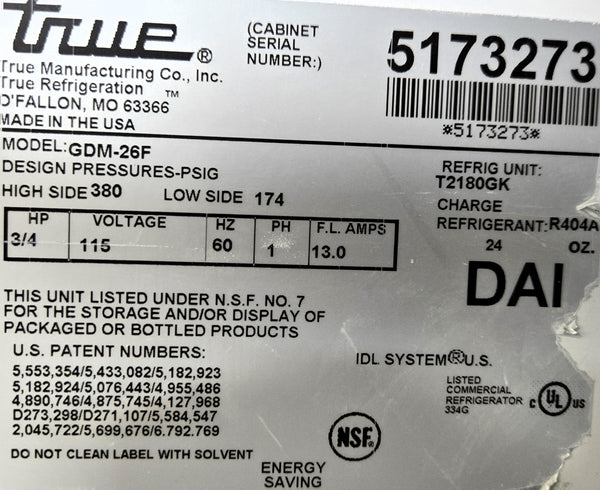 true®
(CABINET
SERIAL
NUMBER:)
5173273
*5173273*
True Manufacturing Co., Inc.
True Refrigeration ™
O'FALLON, MO 63366
MADE IN THE USA
MODEL:GDM-26F
DESIGN PRESSURES-PSIG
HIGH SIDE 380 LOW SIDE 174
REFRIG UNIT:
T2180GK
CHARGE
REFRIGERANT:R404A
24 OZ.
HP VOLTAGE HZ PH F.L. AMPS
3/4 115 60 1 13.0
DAI
THIS UNIT LISTED UNDER N.S.F. NO. 7
FOR THE STORAGE AND/OR DISPLAY OF
PACKAGED OR BOTTLED PRODUCTS
U.S. PATENT NUMBERS:
5,553,354/5,433,082/5,182,923
5,182,924/5,076,443/4,955,486
4,890,746/4,875,745/4,127,968
D273,298/D271,107/5,584,547
2,045,722/5,699,676/6.792.769
DO NOT CLEAN LABEL WITH SOLVENT
IDL SYSTEM® U.S.
LISTED
COMMERCIAL
REFRIGERATOR
334G
C UL US
NSF.
ENERGY
SAVING